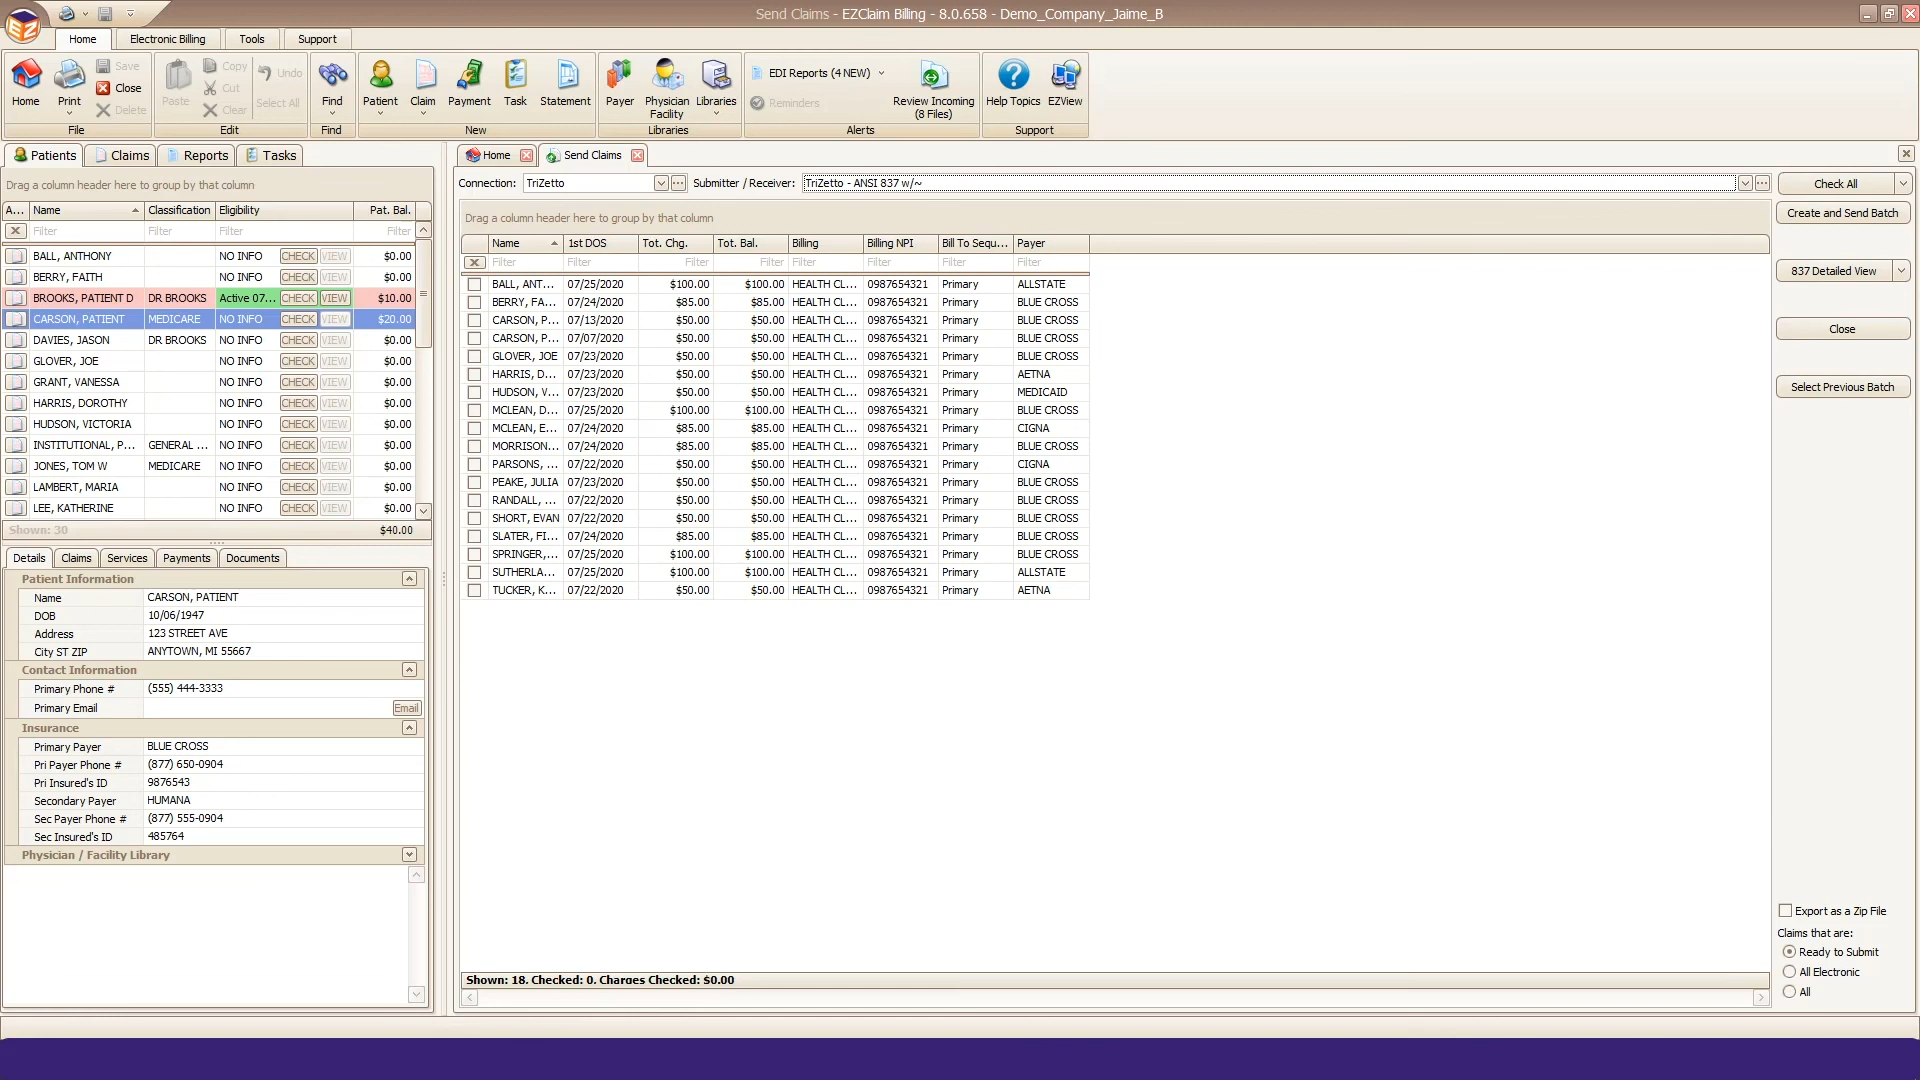 Send Claims - EZClaim Billing - 8.0.658 - Demo_Company_Jaime_B
Home Electronic Billing Tools Support
Home Print Save Close Delete File
Paste Copy Cut Clear Undo Select All Edit
Find Find
Patient Claim Payment Task Statement New
Payer Physician Facility Libraries Libraries
EDI Reports (4 NEW) Reminders Review Incoming (8 Files) Alerts
Help Topics EZView Support
Patients Claims Reports Tasks
Drag a column header here to group by that column
A... Name Classification Eligibility Pat. Bal.
Filter Filter Filter Filter
BALL, ANTHONY NO INFO CHECK VIEW $0.00
BERRY, FAITH NO INFO CHECK VIEW $0.00
BROOKS, PATIENT D DR BROOKS Active 07... CHECK VIEW $10.00
CARSON, PATIENT MEDICARE NO INFO CHECK VIEW $20.00
DAVIES, JASON DR BROOKS NO INFO CHECK VIEW $0.00
GLOVER, JOE NO INFO CHECK VIEW $0.00
GRANT, VANESSA NO INFO CHECK VIEW $0.00
HARRIS, DOROTHY NO INFO CHECK VIEW $0.00
HUDSON, VICTORIA NO INFO CHECK VIEW $0.00
INSTITUTIONAL, P... GENERAL ... NO INFO CHECK VIEW $0.00
JONES, TOM W MEDICARE NO INFO CHECK VIEW $0.00
LAMBERT, MARIA NO INFO CHECK VIEW $0.00
LEE, KATHERINE NO INFO CHECK VIEW $0.00
Shown: 30 $40.00
Details Claims Services Payments Documents
Patient Information
Name CARSON, PATIENT
DOB 10/06/1947
Address 123 STREET AVE
City ST ZIP ANYTOWN, MI 55667
Contact Information
Primary Phone # (555) 444-3333
Primary Email Email
Insurance
Primary Payer BLUE CROSS
Pri Payer Phone # (877) 650-0904
Pri Insured's ID 9876543
Secondary Payer HUMANA
Sec Payer Phone # (877) 555-0904
Sec Insured's ID 485764
Physician / Facility Library
Home Send Claims
Connection: TriZetto Submitter / Receiver: TriZetto - ANSI 837 w/~
Drag a column header here to group by that column
Name 1st DOS Tot. Chg. Tot. Bal. Billing Billing NPI Bill To Sequ... Payer
Filter Filter Filter Filter Filter Filter Filter Filter
BALL, ANT... 07/25/2020 $100.00 $100.00 HEALTH CL... 0987654321 Primary ALLSTATE
BERRY, FA... 07/24/2020 $85.00 $85.00 HEALTH CL... 0987654321 Primary BLUE CROSS
CARSON, P... 07/13/2020 $50.00 $50.00 HEALTH CL... 0987654321 Primary BLUE CROSS
CARSON, P... 07/07/2020 $50.00 $50.00 HEALTH CL... 0987654321 Primary BLUE CROSS
GLOVER, JOE 07/23/2020 $50.00 $50.00 HEALTH CL... 0987654321 Primary BLUE CROSS
HARRIS, D... 07/23/2020 $50.00 $50.00 HEALTH CL... 0987654321 Primary AETNA
HUDSON, V... 07/23/2020 $50.00 $50.00 HEALTH CL... 0987654321 Primary MEDICAID
MCLEAN, D... 07/25/2020 $100.00 $100.00 HEALTH CL... 0987654321 Primary BLUE CROSS
MCLEAN, E... 07/24/2020 $85.00 $85.00 HEALTH CL... 0987654321 Primary CIGNA
MORRISON... 07/24/2020 $85.00 $85.00 HEALTH CL... 0987654321 Primary BLUE CROSS
PARSONS, ... 07/22/2020 $50.00 $50.00 HEALTH CL... 0987654321 Primary CIGNA
PEAKE, JULIA 07/23/2020 $50.00 $50.00 HEALTH CL... 0987654321 Primary BLUE CROSS
RANDALL, ... 07/22/2020 $50.00 $50.00 HEALTH CL... 0987654321 Primary BLUE CROSS
SHORT, EVAN 07/22/2020 $50.00 $50.00 HEALTH CL... 0987654321 Primary BLUE CROSS
SLATER, FI... 07/24/2020 $85.00 $85.00 HEALTH CL... 0987654321 Primary BLUE CROSS
SPRINGER,... 07/25/2020 $100.00 $100.00 HEALTH CL... 0987654321 Primary BLUE CROSS
SUTHERLA... 07/25/2020 $100.00 $100.00 HEALTH CL... 0987654321 Primary ALLSTATE
TUCKER, K... 07/22/2020 $50.00 $50.00 HEALTH CL... 0987654321 Primary AETNA
Shown: 18. Checked: 0. Charges Checked: $0.00
Check All
Create and Send Batch
837 Detailed View
Close
Select Previous Batch
Export as a Zip File
Claims that are:
Ready to Submit
All Electronic
All